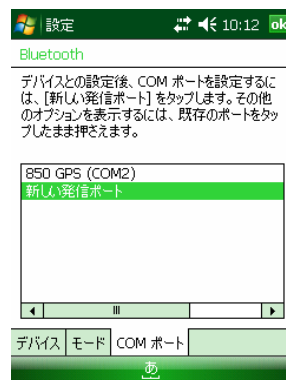 設定 10:12 ok
Bluetooth
デバイスとの設定後、COM ポートを設定するに
は、[新しい発信ポート] をタップします。その他
のオプションを表示するには、既存のポートをタッ
プしたまま押さえます。
850 GPS (COM2)
新しい発信ポート
デバイス モード COM ポート
あ